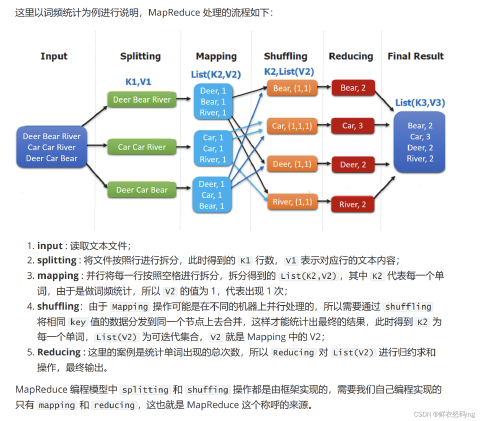 这里以词频统计为例进行说明，MapReduce 处理的流程如下：
Input Splitting Mapping Shuffling Reducing Final Result
K1,V1 List(K2,V2) K2,List(V2)
List(K3,V3)
Deer Bear River
Car Car River
Deer Car Bear
Deer Bear River
Car Car River
Deer Car Bear
Deer, 1
Bear, 1
River, 1
Car, 1
Car, 1
River, 1
Deer, 1
Car, 1
Bear, 1
Bear, (1,1)
Car, (1,1,1)
Deer, (1,1)
River, (1,1)
Bear, 2
Car, 3
Deer, 2
River, 2
Bear, 2
Car, 3
Deer, 2
River, 2
1. input : 读取文本文件；
2. splitting : 将文件按照行进行拆分，此时得到的 K1 行数，V1 表示对应行的文本内容；
3. mapping : 并行将每一行按照空格进行拆分，拆分得到的 List(K2,V2)，其中 K2 代表每一个单
词，由于是做词频统计，所以 V2 的值为 1，代表出现 1 次；
4. shuffling：由于 Mapping 操作可能是在不同的机器上并行处理的，所以需要通过 shuffling
将相同 key 值的数据分发到同一个节点上去合并，这样才能统计出最终的结果，此时得到 K2 为
每一个单词，List(V2) 为可迭代集合，V2 就是 Mapping 中的 V2；
5. Reducing : 这里的案例是统计单词出现的总次数，所以 Reducing 对 List(V2) 进行归约求和
操作，最终输出。
MapReduce 编程模型中 splitting 和 shuffing 操作都是由框架实现的，需要我们自己编程实现的
只有 mapping 和 reducing，这也就是 MapReduce 这个称呼的来源。